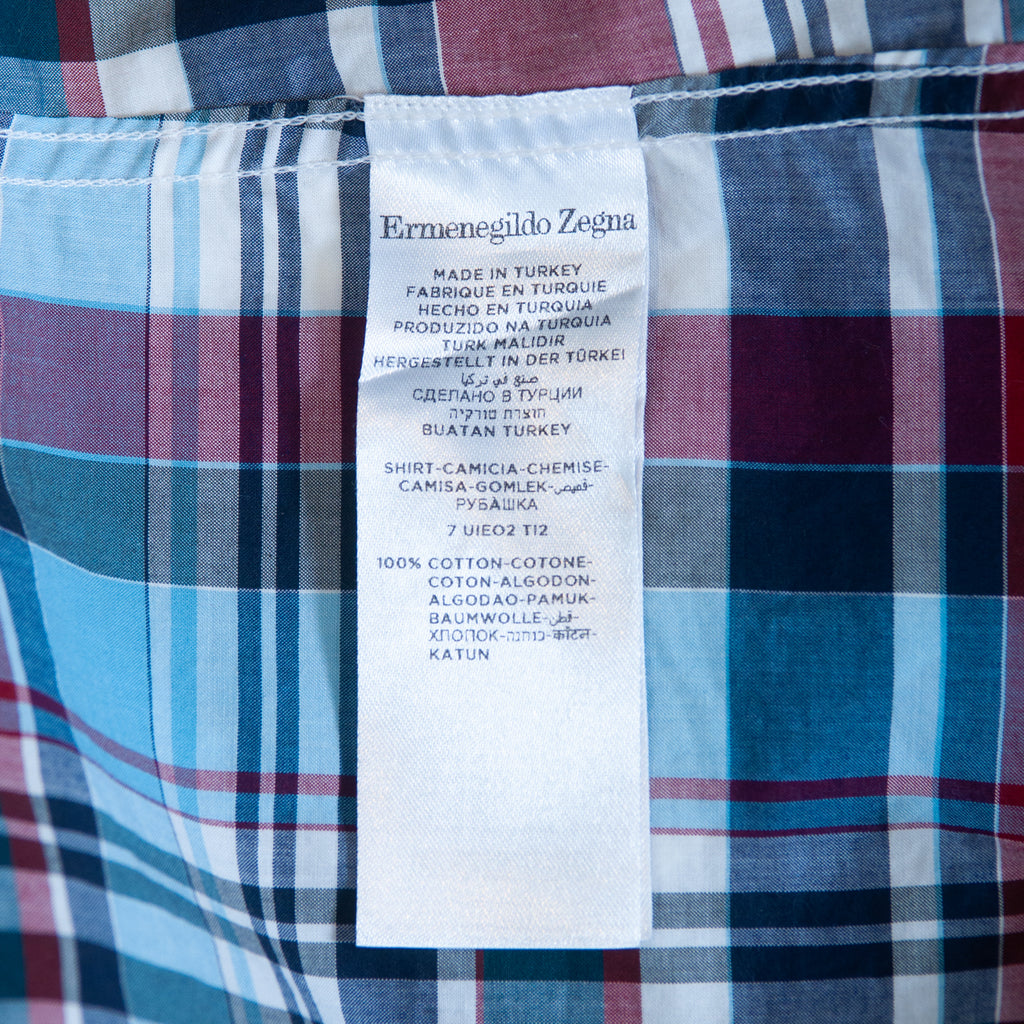 Ermenegildo Zegna
MADE IN TURKEY
FABRIQUE EN TURQUIE
HECHO EN TURQUIA
PRODUZIDO NA TURQUIA
TURK MALIDIR
HERGESTELLT IN DER TÜRKEI
صنع في تركيا
СДЕЛАНО В ТУРЦИИ
תוצרת טורקיה
BUATAN TURKEY
SHIRT-CAMICIA-CHEMISE-
CAMISA-GOMLEK-قميص-
РУБАШКА
7 UIEO2 TI2
100% COTTON-COTONE-
COTON-ALGODON-
ALGODAO-PAMUK-
BAUMWOLLE-قطن-
ХЛОПОК-כותנה-कॉटन-
KATUN